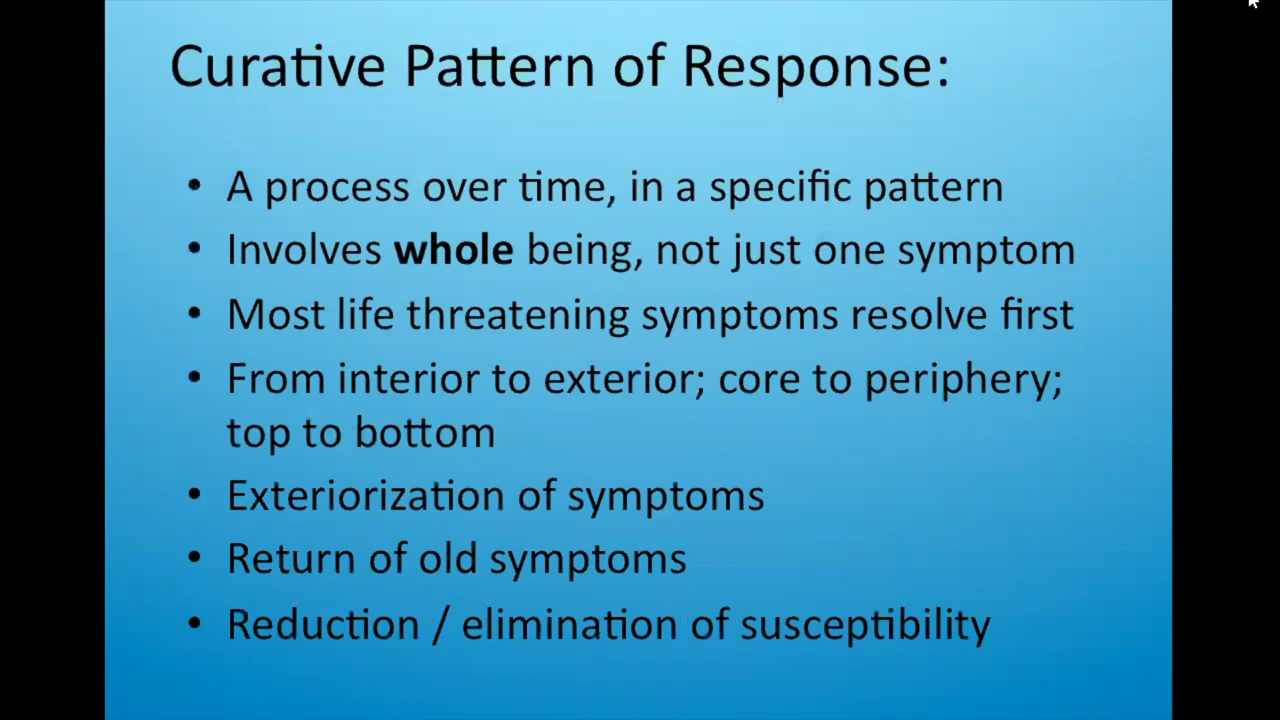 Curative Pattern of Response:
• A process over time, in a specific pattern
• Involves whole being, not just one symptom
• Most life threatening symptoms resolve first
• From interior to exterior; core to periphery;
top to bottom
• Exteriorization of symptoms
• Return of old symptoms
• Reduction / elimination of susceptibility